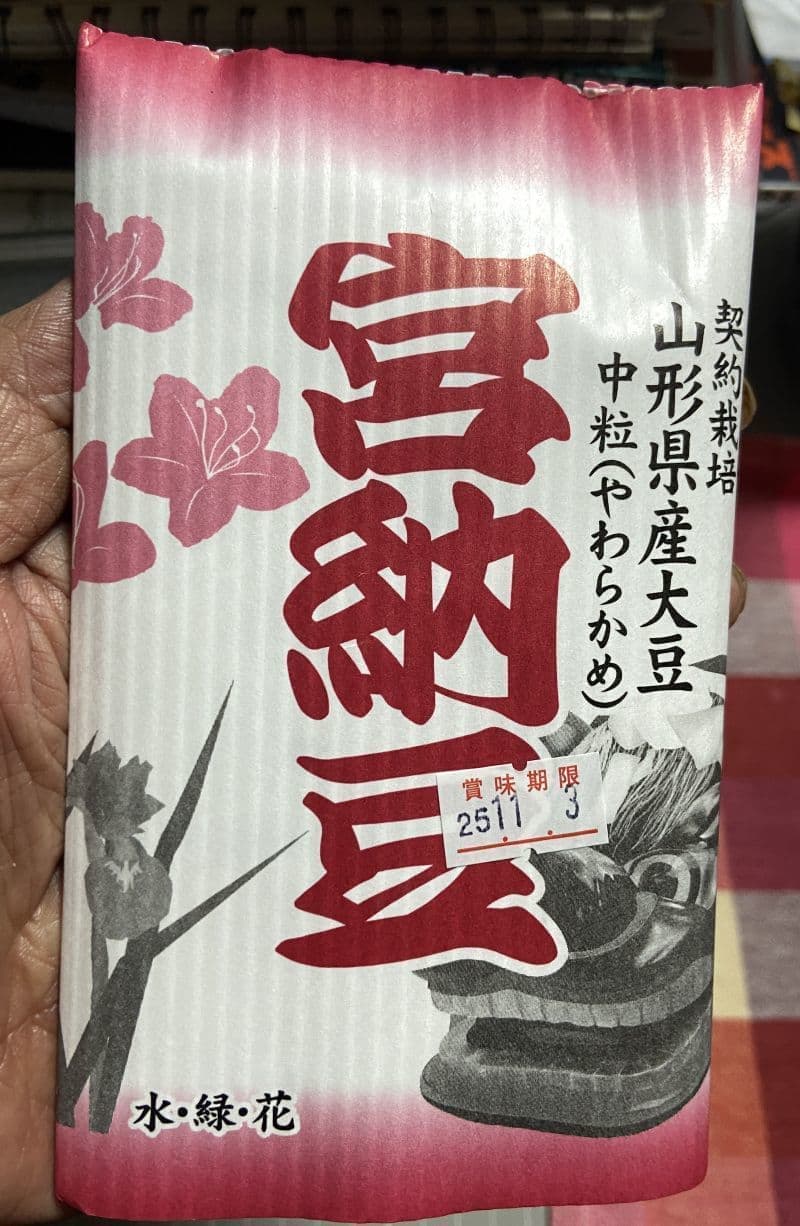 契約栽培
山形県産大豆
中粒(やわらかめ)
宮納豆
賞味期限
25.11.3
水・緑・花